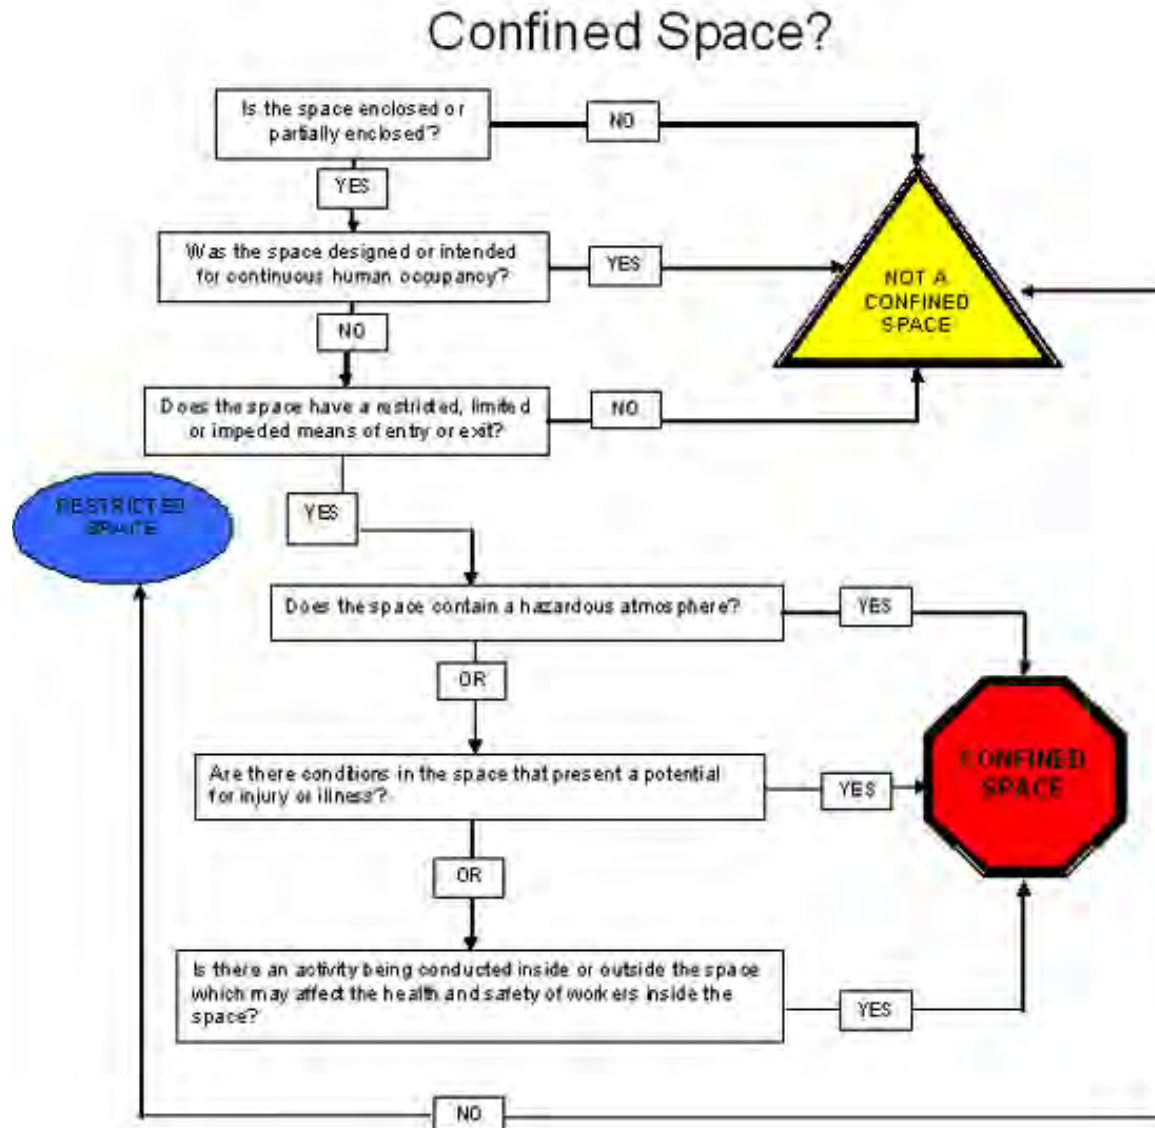 Confined Space?
Is the space enclosed or
partially enclosed?
NO
YES
Was the space designed or intended
for continuous human occupancy?
YES
NOT A
CONFINED
SPACE
NO
Does the space have a restricted, limited
or impeded means of entry or exit?
NO
RESTRICTED
SPACE
YES
Does the space contain a hazardous atmosphere?
YES
OR
CONFINED
SPACE
Are there conditions in the space that present a potential
for injury or illness?
YES
OR
Is there an activity being conducted inside or outside the space
which may affect the health and safety of workers inside the
space?
YES
NO